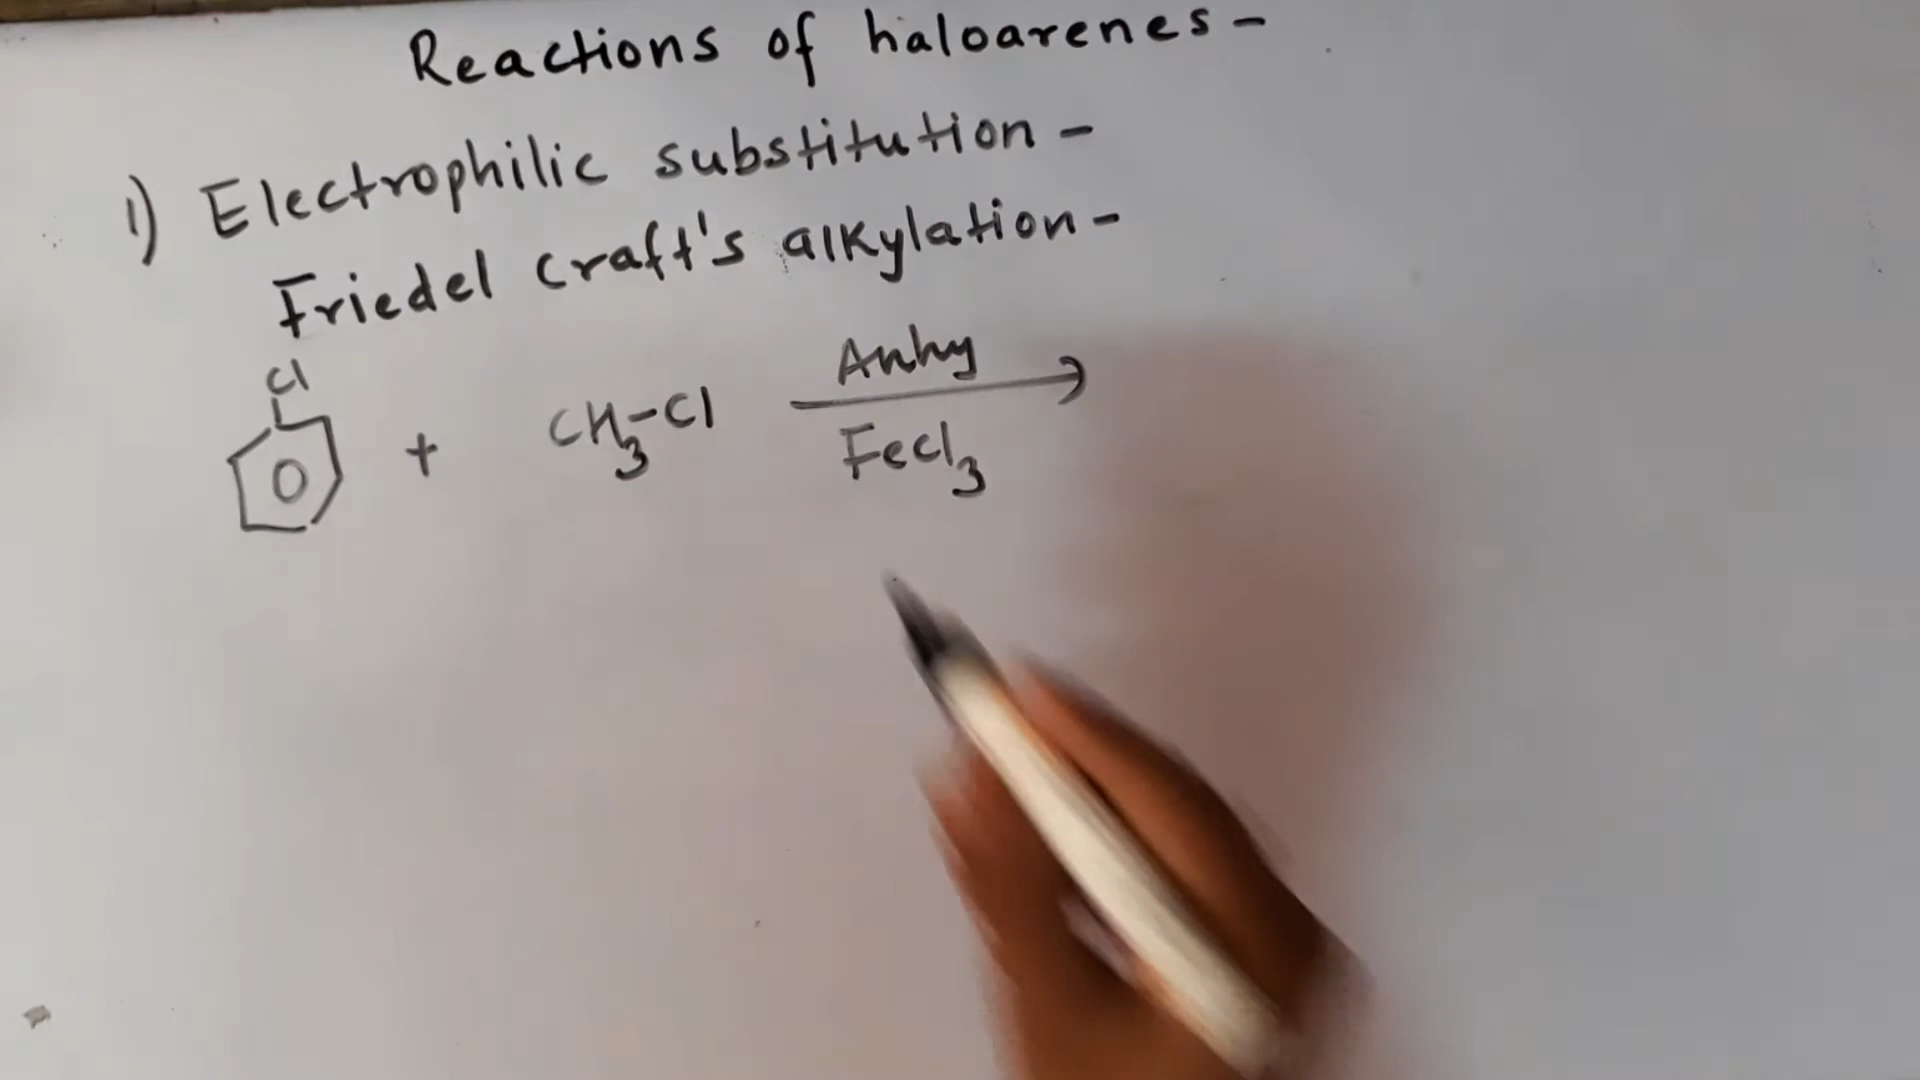 Reactions of haloarenes -
1) Electrophilic substitution -
Friedel craft's alkylation -
Cl
+ CH3-Cl Anhy
FeCl3